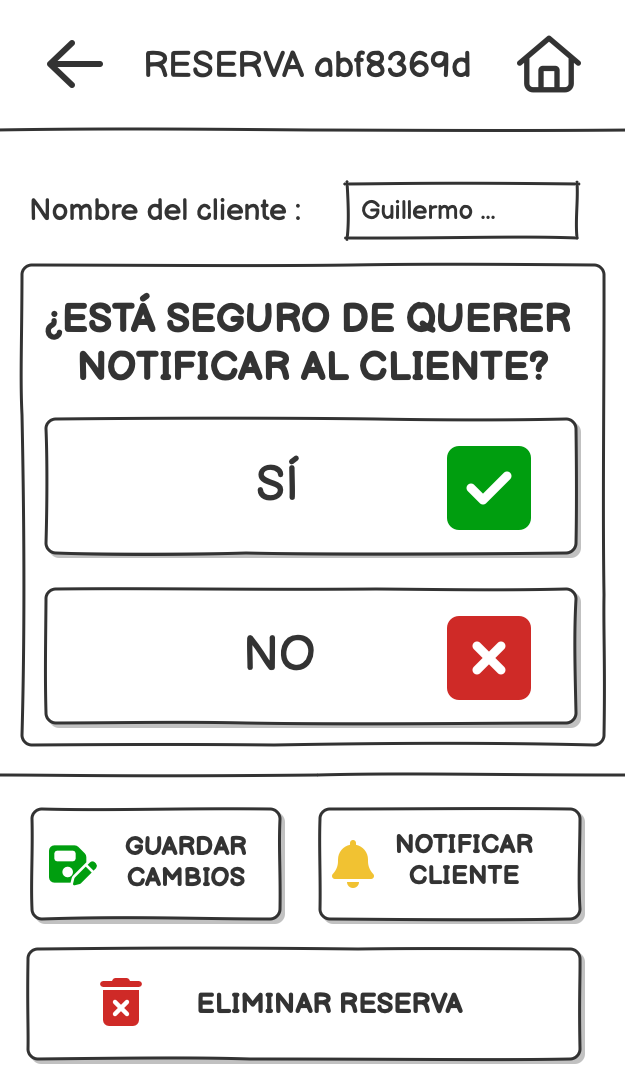 RESERVA abf8369d
Nombre del cliente :
Guillermo ...
¿ESTÁ SEGURO DE QUERER
NOTIFICAR AL CLIENTE?
SÍ
NO
GUARDAR
CAMBIOS
NOTIFICAR
CLIENTE
ELIMINAR RESERVA